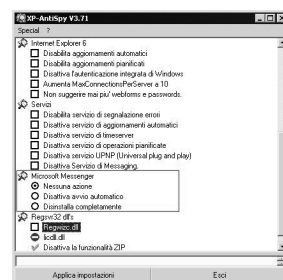 XP-AntiSpy V3.71
Special ?
Internet Explorer 6
Disabilita aggiornamenti automatici
Disabilita aggiornamenti pianificati
Disattiva l'autenticazione integrata di Windows
Aumenta MaxConnectionsPerServer a 10
Non suggerire mai piu' webforms e passwords.
Servizi
Disabilita servizio di segnalazione errori
Disattiva servizio di aggiornamenti automatici
Disattiva servizio di timeserver
Disattiva servizio di operazioni pianificate
Disattiva servizio UPNP (Universal plug and play)
Disattiva Servizio di Messaging.
Microsoft Messenger
Nessuna azione
Disattiva avvio automatico
Disinstalla completamente
Regsvr32 dll's
Regwizc.dll
licdll.dll
Disattiva la funzionalità ZIP
Applica impostazioni Esci